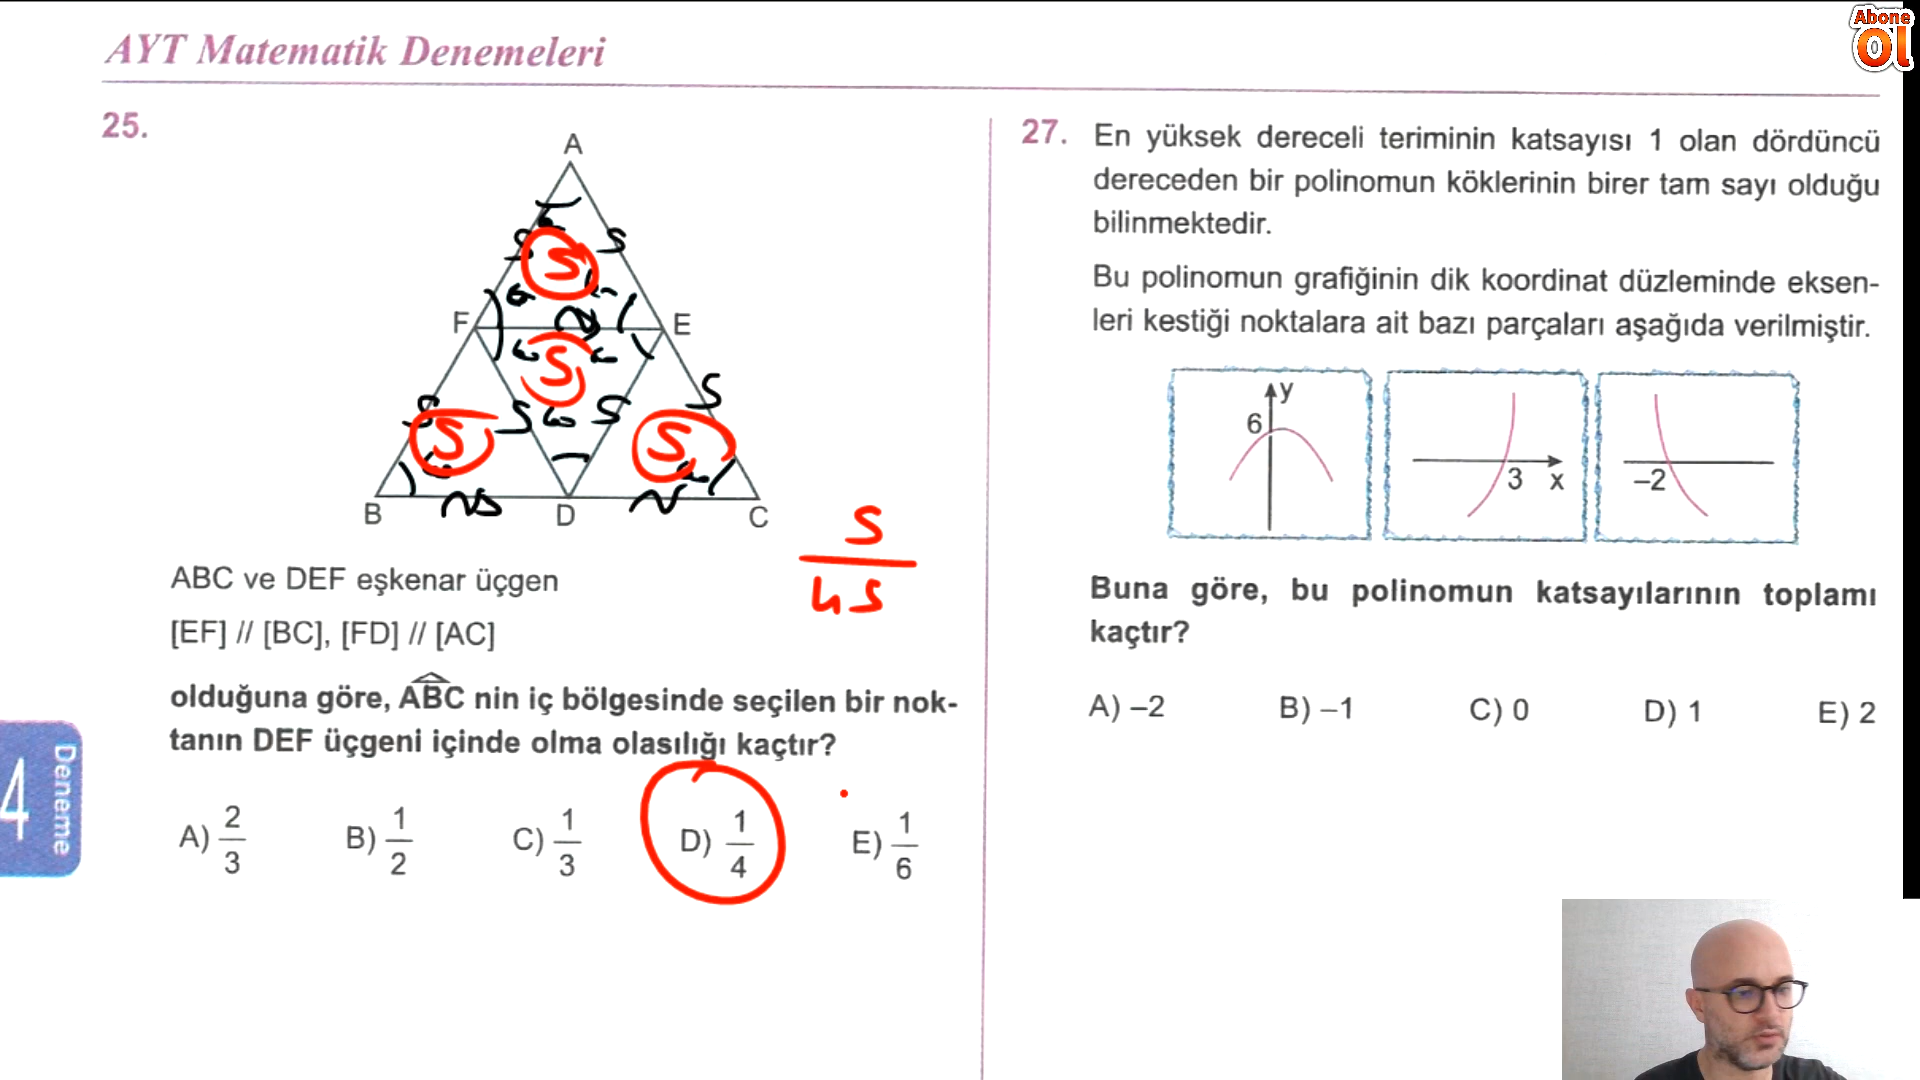 Abone
Ol
AYT Matematik Denemeleri
25.
A
S
S
S
F
E
S
S
S
S
S
S
S
B
D
C
S
4S
ABC ve DEF eşkenar üçgen
[EF] // [BC], [FD] // [AC]
olduğuna göre, ABC nin iç bölgesinde seçilen bir nok-
tanın DEF üçgeni içinde olma olasılığı kaçtır?
A) 2/3 B) 1/2 C) 1/3 D) 1/4 E) 1/6
4
Deneme
27. En yüksek dereceli teriminin katsayısı 1 olan dördüncü
dereceden bir polinomun köklerinin birer tam sayı olduğu
bilinmektedir.
Bu polinomun grafiğinin dik koordinat düzleminde eksen-
leri kestiği noktalara ait bazı parçaları aşağıda verilmiştir.
y
6
3 x
–2
Buna göre, bu polinomun katsayılarının toplamı
kaçtır?
A) –2 B) –1 C) 0 D) 1 E) 2